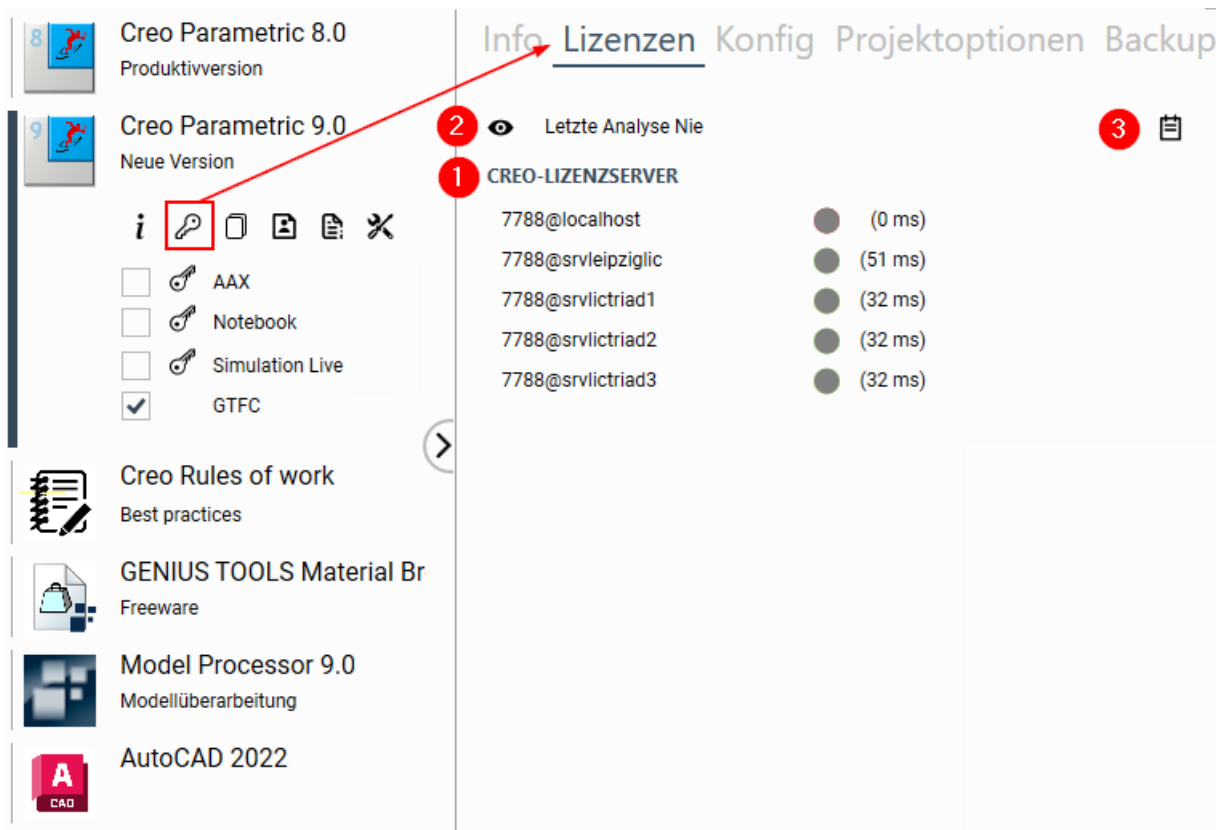 8
Creo Parametric 8.0
Produktivversion
9
Creo Parametric 9.0
Neue Version
i
AAX
Notebook
Simulation Live
GTFC
Creo Rules of work
Best practices
GENIUS TOOLS Material Br
Freeware
Model Processor 9.0
Modellüberarbeitung
A
CAD
AutoCAD 2022
Info Lizenzen Konfig Projektoptionen Backup
2 Letzte Analyse Nie 3
1 CREO-LIZENZSERVER
7788@localhost (0 ms)
7788@srvleipziglic (51 ms)
7788@srvlictriad1 (32 ms)
7788@srvlictriad2 (32 ms)
7788@srvlictriad3 (32 ms)